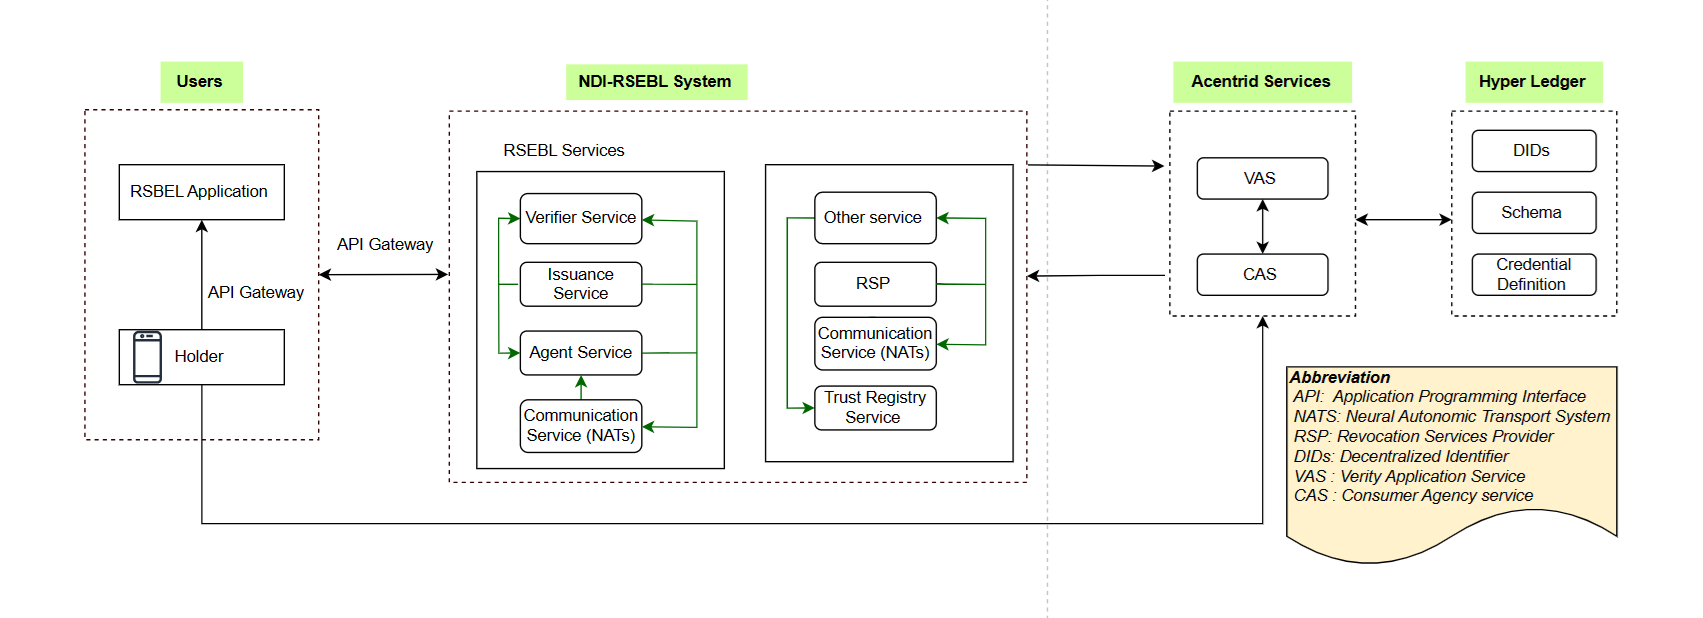 Users
NDI-RSEBL System
Acentrid Services
Hyper Ledger
RSBEL Application
API Gateway
Holder
API Gateway
RSEBL Services
Verifier Service
Issuance
Service
Agent Service
Communication
Service (NATs)
Other service
RSP
Communication
Service (NATs)
Trust Registry
Service
VAS
CAS
DIDs
Schema
Credential
Definition
Abbreviation
API: Application Programming Interface
NATS: Neural Autonomic Transport System
RSP: Revocation Services Provider
DIDs: Decentralized Identifier
VAS : Verity Application Service
CAS : Consumer Agency service